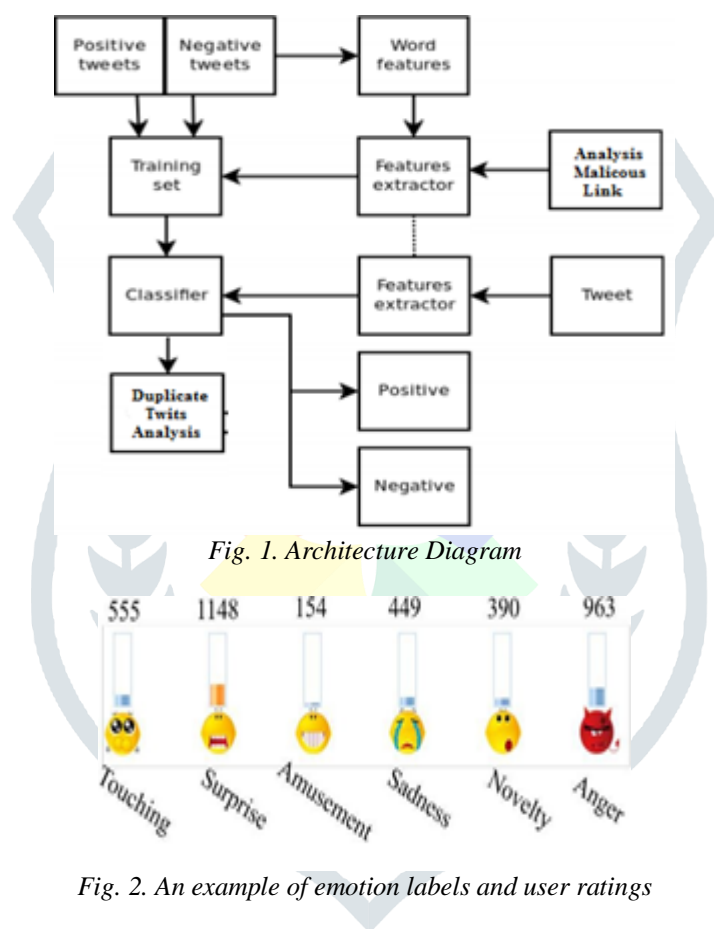 Positive
tweets
Negative
tweets
Word
features
Training
set
Features
extractor
Analysis
Malicous
Link
Classifier
Features
extractor
Tweet
Duplicate
Twits
Analysis
Positive
Negative
Fig. 1. Architecture Diagram
555 1148 154 449 390 963
Touching Surprise Amusement Sadness Novelty Anger
Fig. 2. An example of emotion labels and user ratings